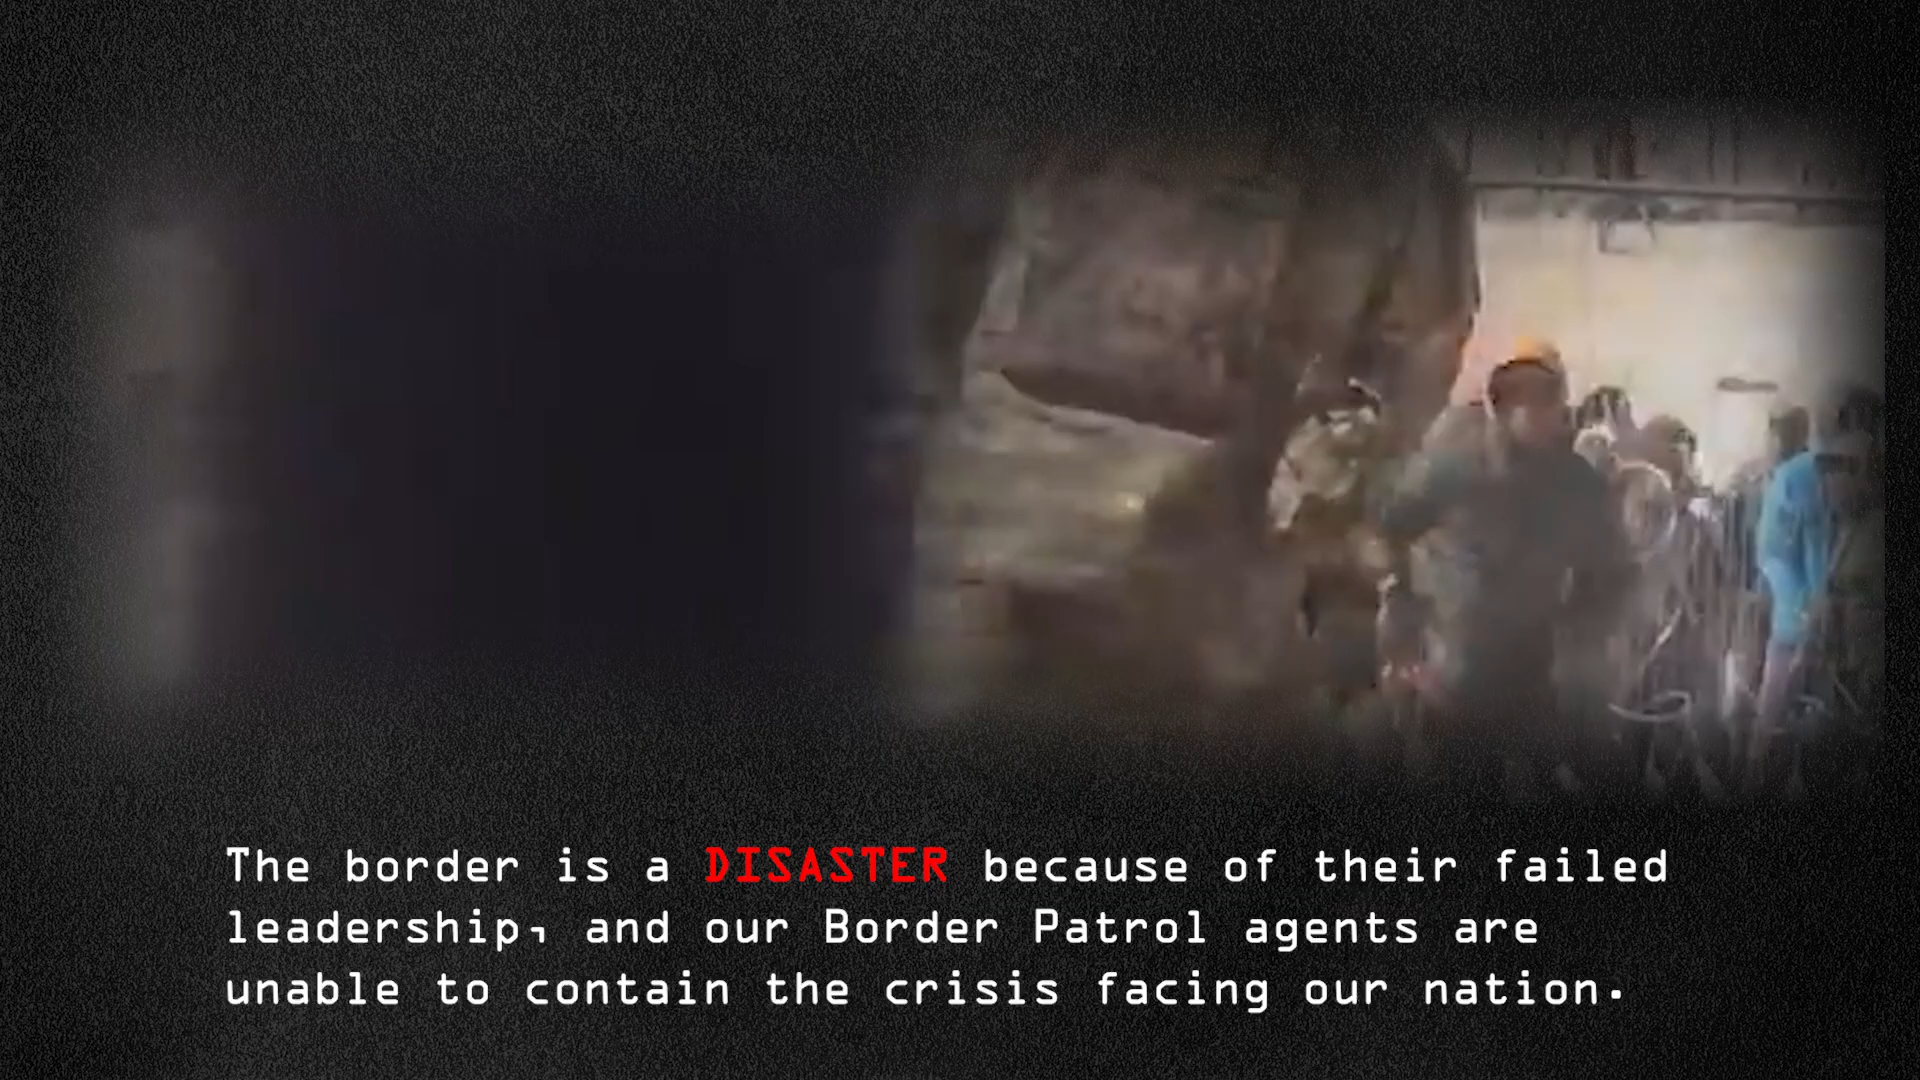 The border is a DISASTER because of their failed
leadership, and our Border Patrol agents are
unable to contain the crisis facing our nation.